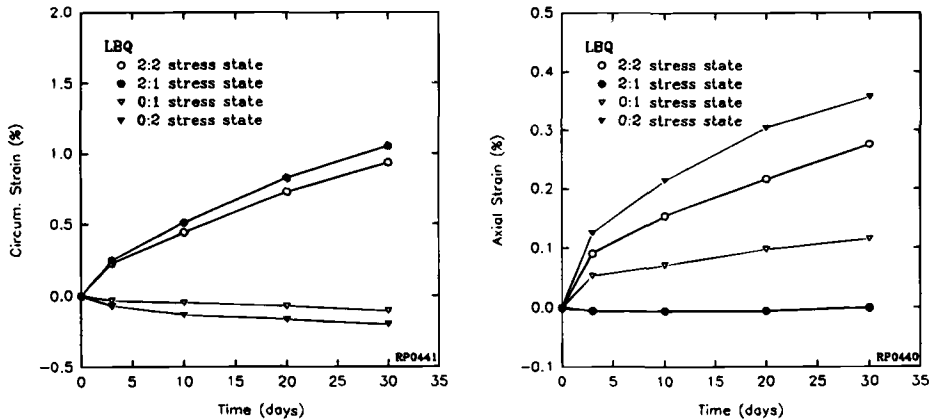 2.0
1.5
1.0
0.5
0.0
−0.5
Circum. Strain (%)
LBQ
2:2 stress state
2:1 stress state
0:1 stress state
0:2 stress state
RP0441
0 5 10 15 20 25 30 35
Time (days)
0.5
0.4
0.3
0.2
0.1
0.0
−0.1
Axial Strain (%)
LBQ
2:2 stress state
2:1 stress state
0:1 stress state
0:2 stress state
RP0440
0 5 10 15 20 25 30 35
Time (days)